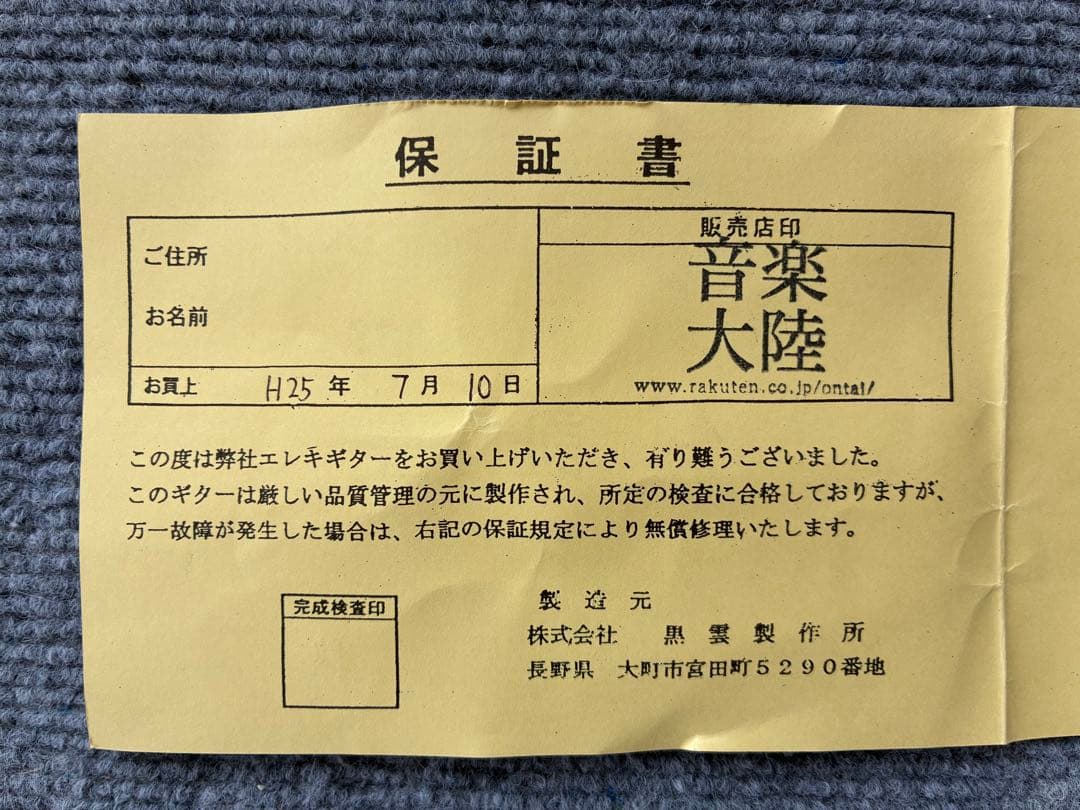 保証書
ご住所
お名前
お買上 H25年 7月 10日
販売店印
音楽
大陸
www.rakuten.co.jp/ontai/
この度は弊社エレキギターをお買い上げいただき、有り難うございました。
このギターは厳しい品質管理の元に製作され、所定の検査に合格しておりますが、
万一故障が発生した場合は、右記の保証規定により無償修理いたします。
完成検査印
製造元
株式会社 黒雲製作所
長野県 大町市宮田町5290番地